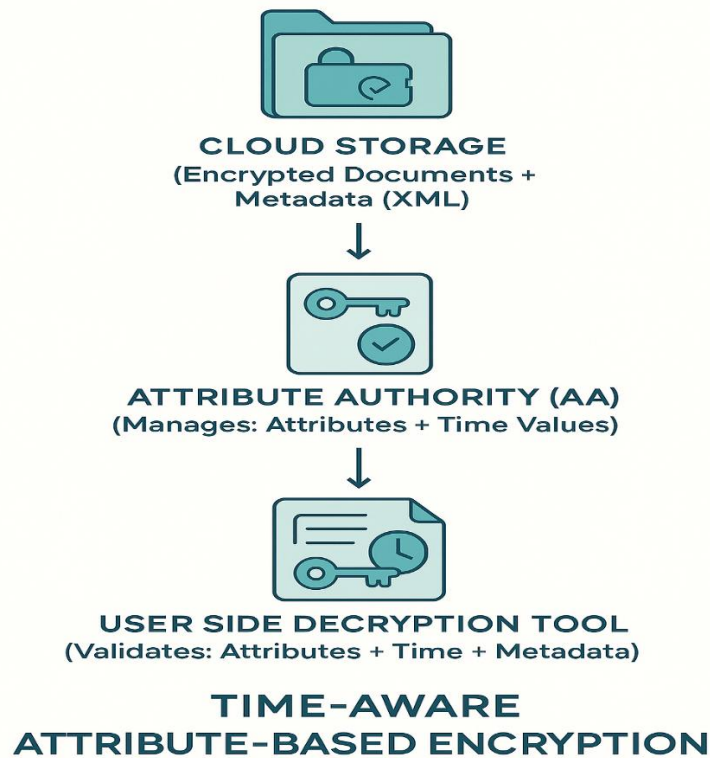 CLOUD STORAGE
(Encrypted Documents +
Metadata (XML)
ATTRIBUTE AUTHORITY (AA)
(Manages: Attributes + Time Values)
USER SIDE DECRYPTION TOOL
(Validates: Attributes + Time + Metadata)
TIME-AWARE
ATTRIBUTE-BASED ENCRYPTION